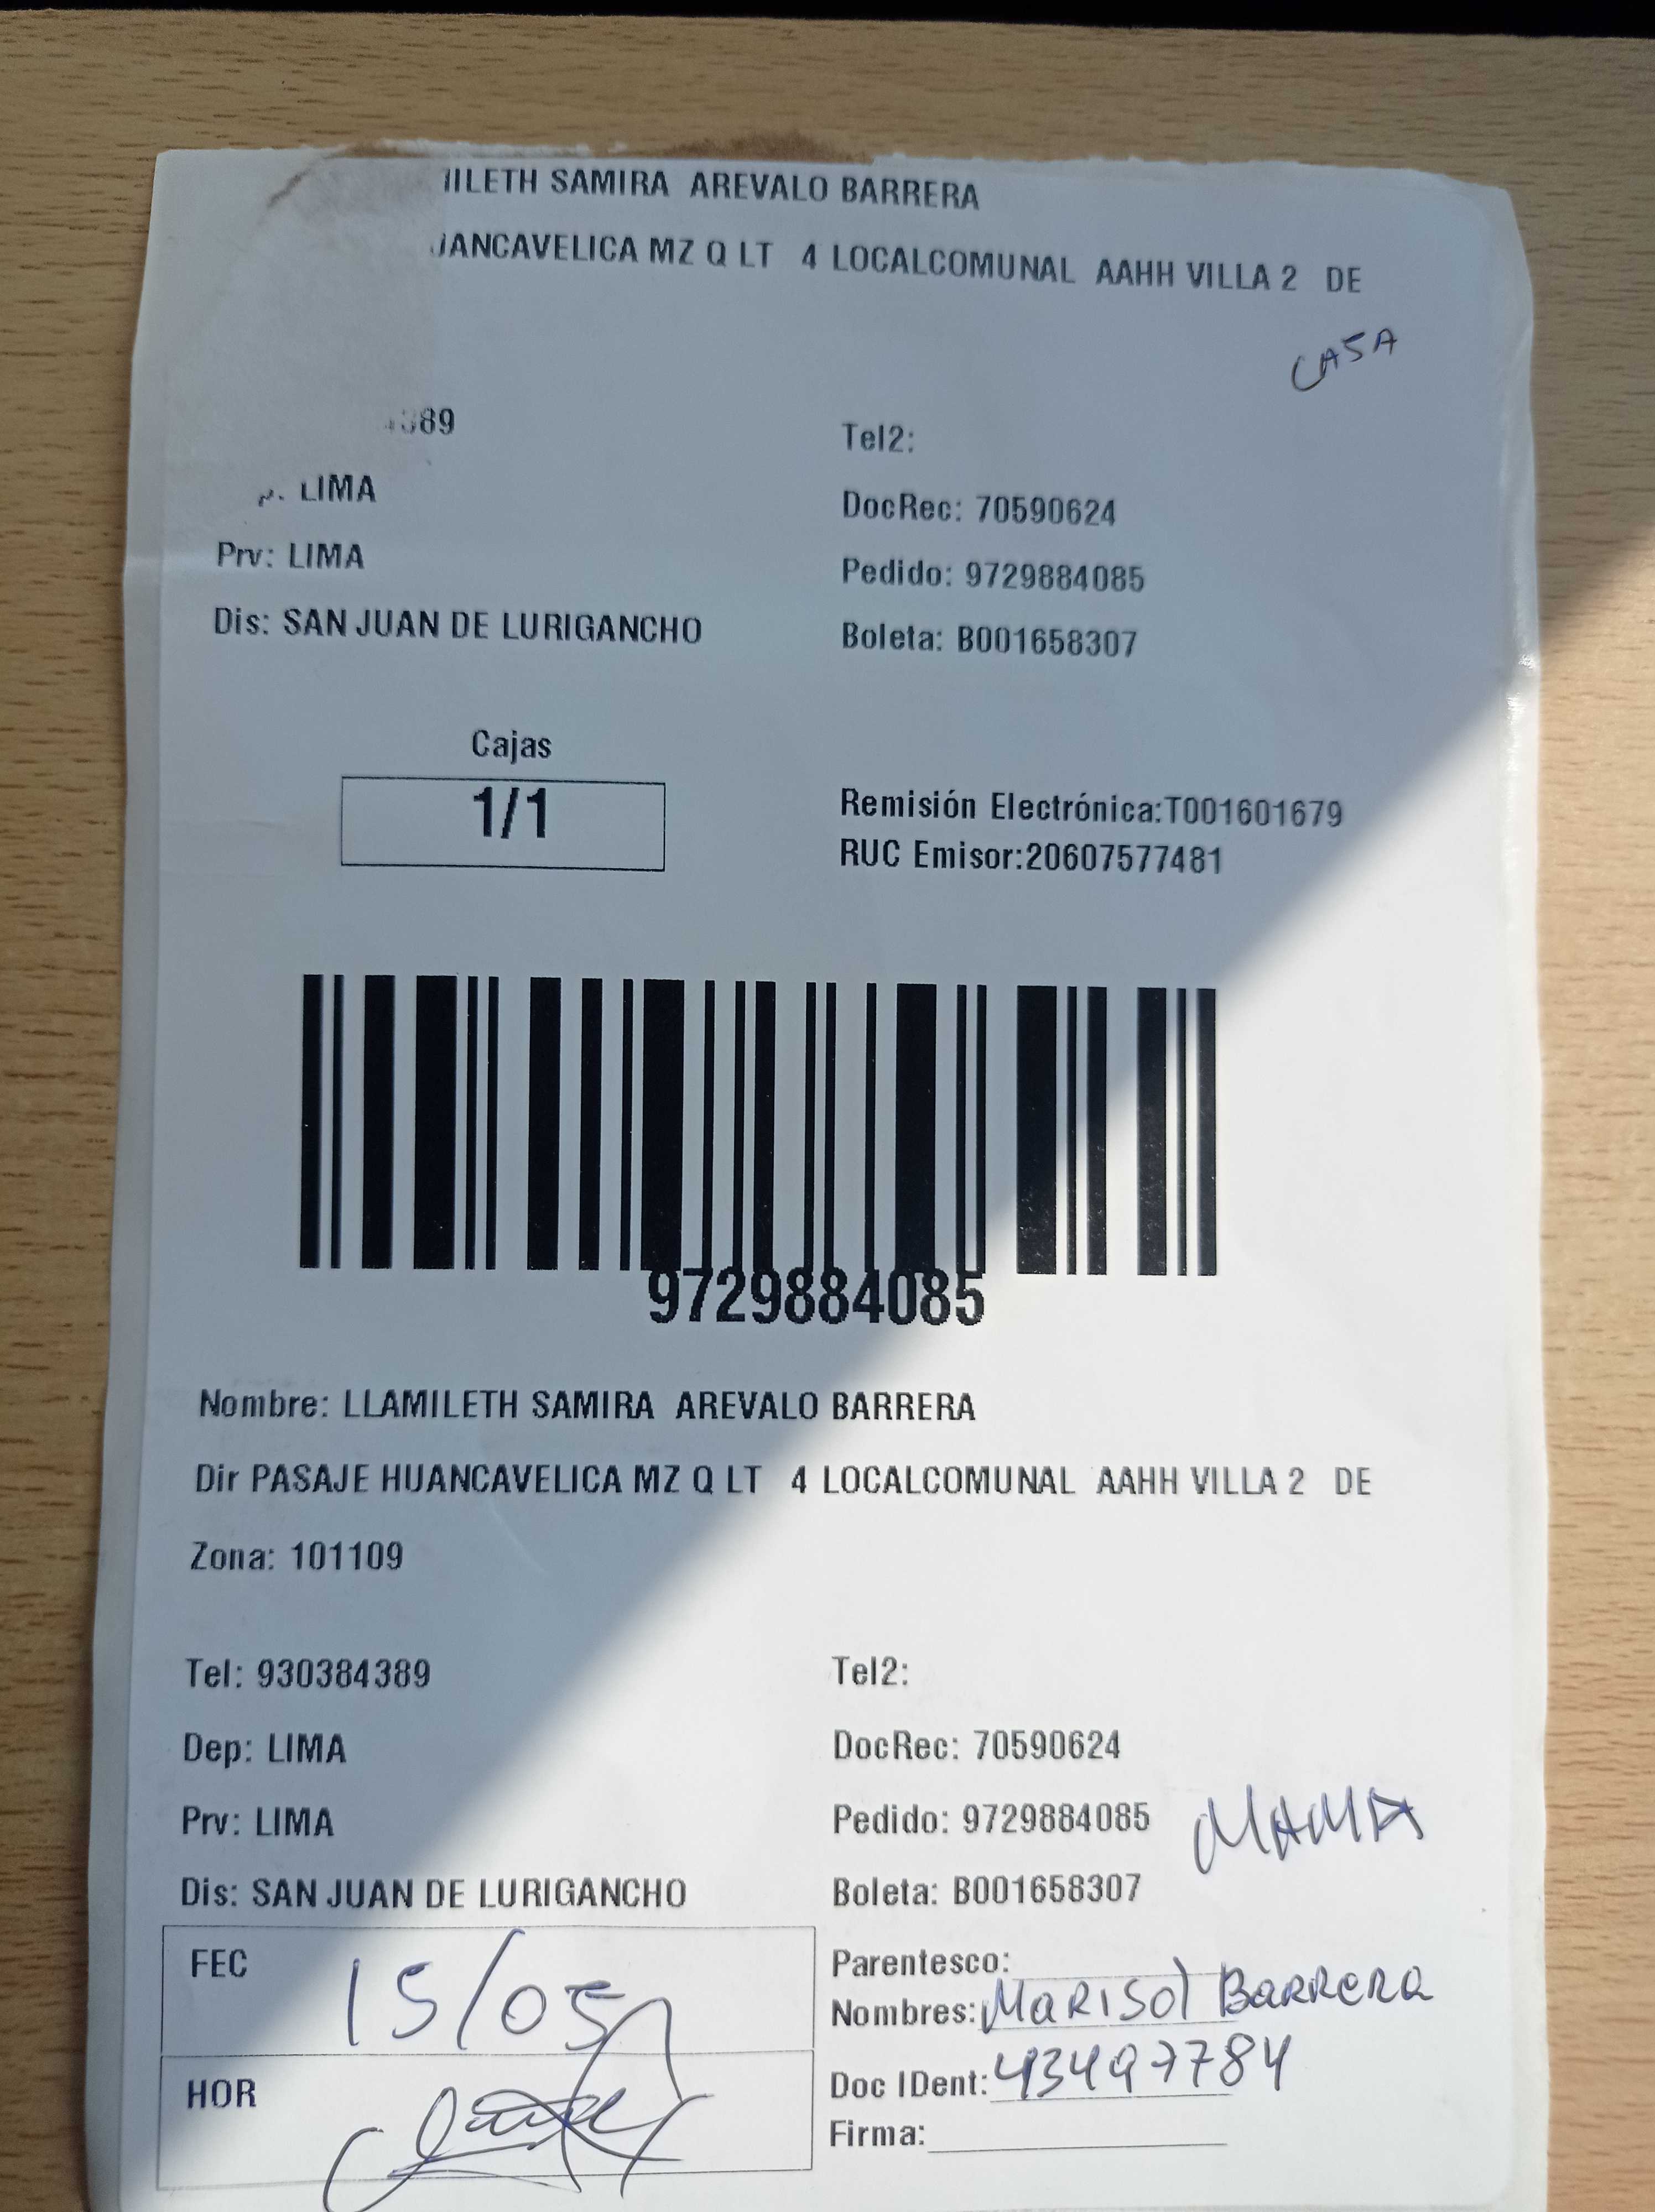 SAMIRA AREVALO BARRERA
MZ Q LT 4 LOCALCOMUNAL AAHH VILLA 2 DE
CASA
Tel2:
LIMA
DocRec: 70590624
Prv: LIMA
Pedido: 9729884085
Dis: SAN JUAN DE LURIGANCHO
Boleta: B001658307
Cajas
1/1
Remisión Electrónica:T001601679
RUC Emisor:20607577481
9729884085
Nombre: LLAMILETH SAMIRA AREVALO BARRERA
Dir PASAJE HUANCAVELICA MZ Q LT 4 LOCALCOMUNAL AAHH VILLA 2 DE
Zona: 101109
Tel: 930384389
Tel2:
Dep: LIMA
DocRec: 70590624
Prv: LIMA
Pedido: 9729884085
MAMA
Dis: SAN JUAN DE LURIGANCHO
Boleta: B001658307
FEC 15/05
Parentesco:
Nombres: Marisol Barrera
HOR
Doc IDent: 43497784
Firma: